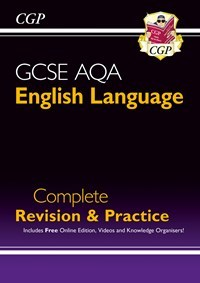 CGP
GCSE AQA
English Language
CGP
Complete
Revision & Practice
Includes Free Online Edition, Videos and Knowledge Organisers!